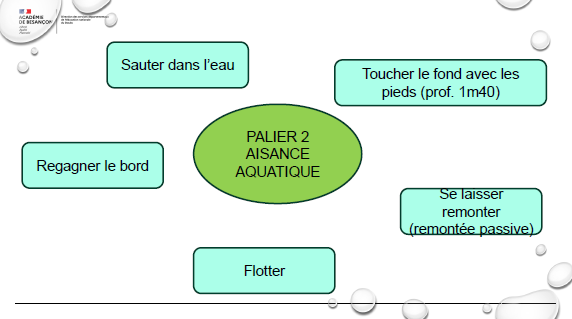 ACADÉMIE
DE BESANÇON
Sauter dans l'eau
Toucher le fond avec les
pieds (prof. 1m40)
PALIER 2
AISANCE
AQUATIQUE
Regagner le bord
Se laisser
remonter
(remontée passive)
Flotter